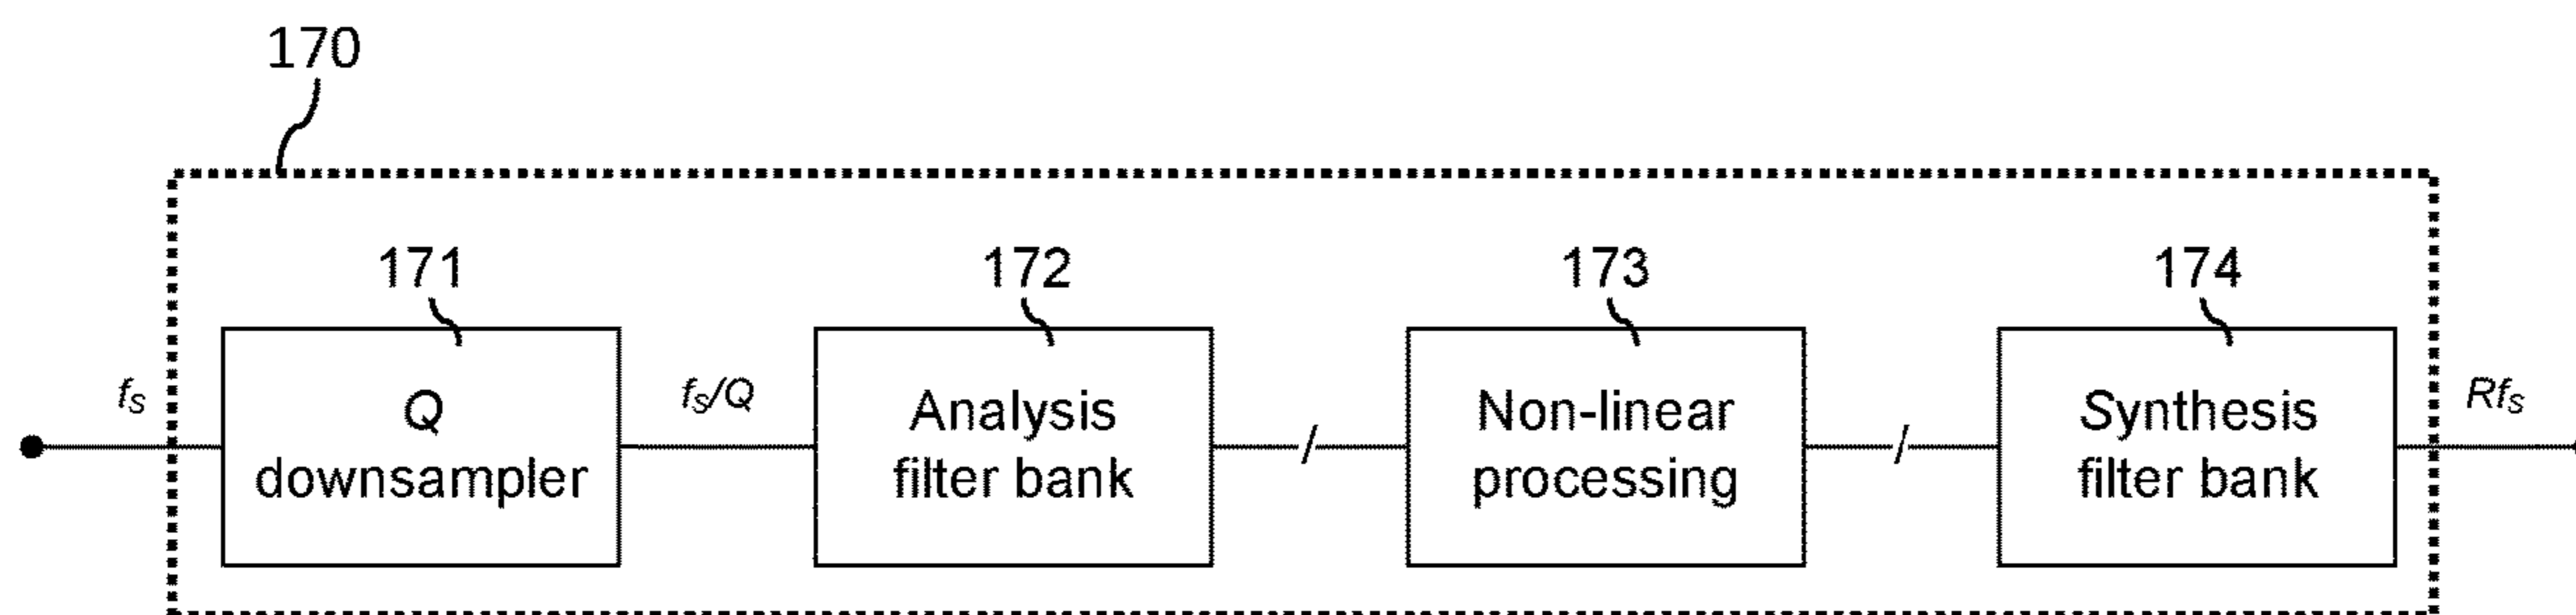 170
171
172
173
174
fs
Q
downsampler
fs/Q
Analysis
filter bank
/
Non-linear
processing
/
Synthesis
filter bank
Rfs